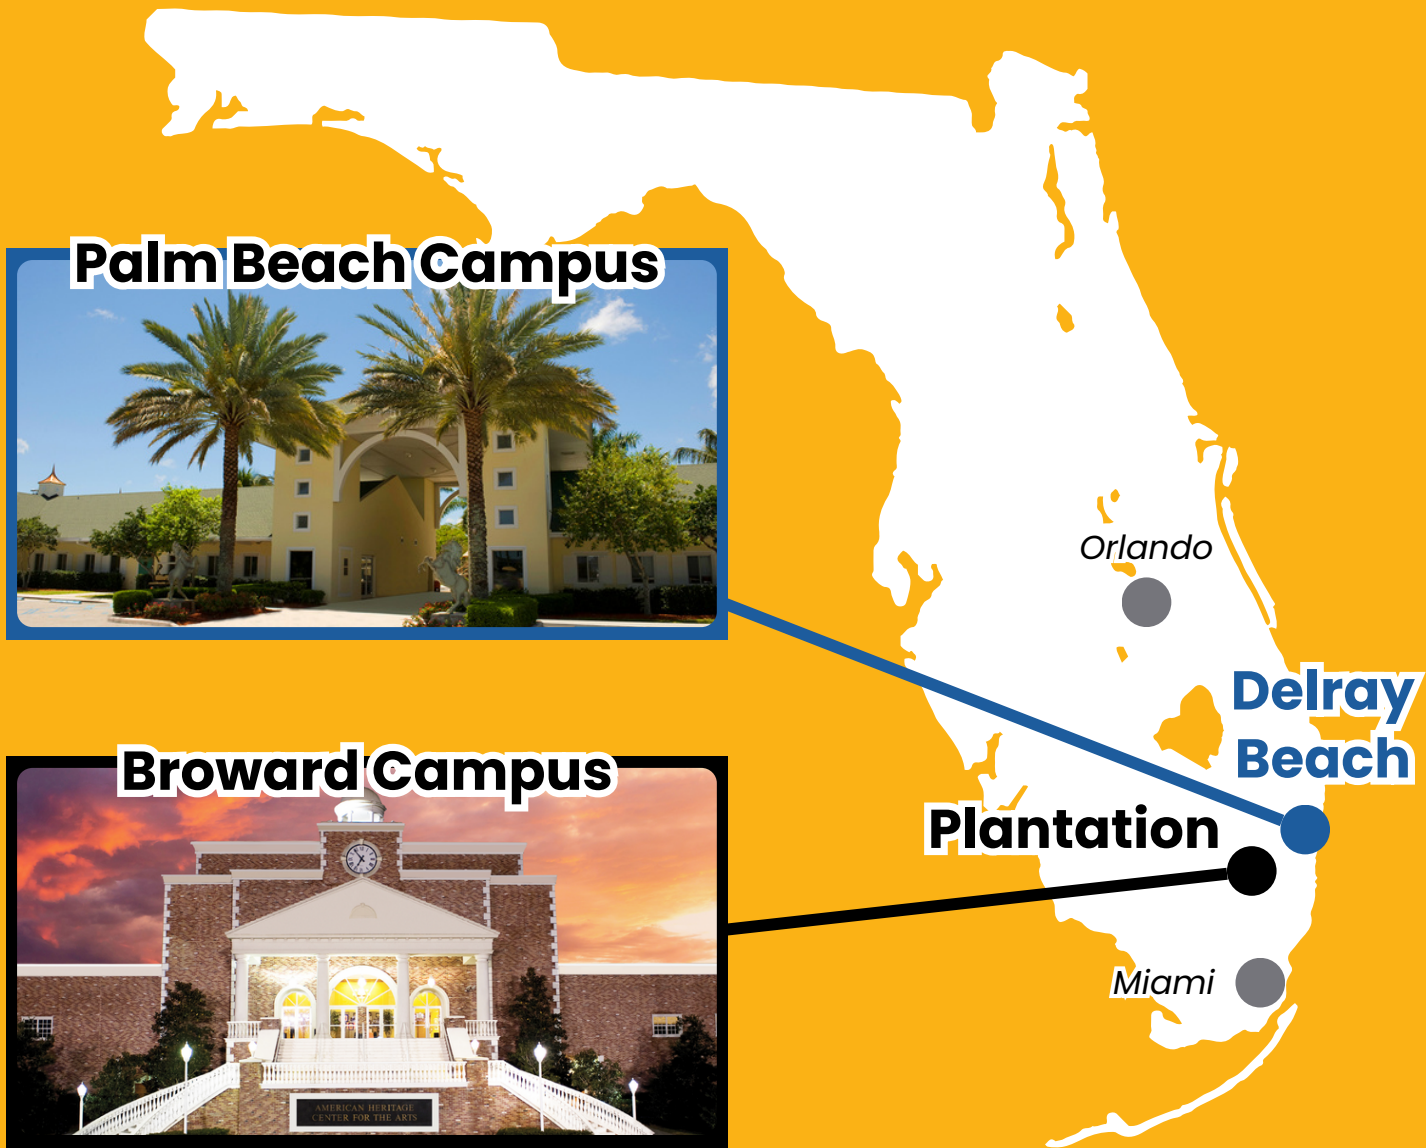 Palm Beach Campus
Orlando
Delray
Beach
Broward Campus
Plantation
Miami
AMERICAN HERITAGE
CENTER FOR THE ARTS